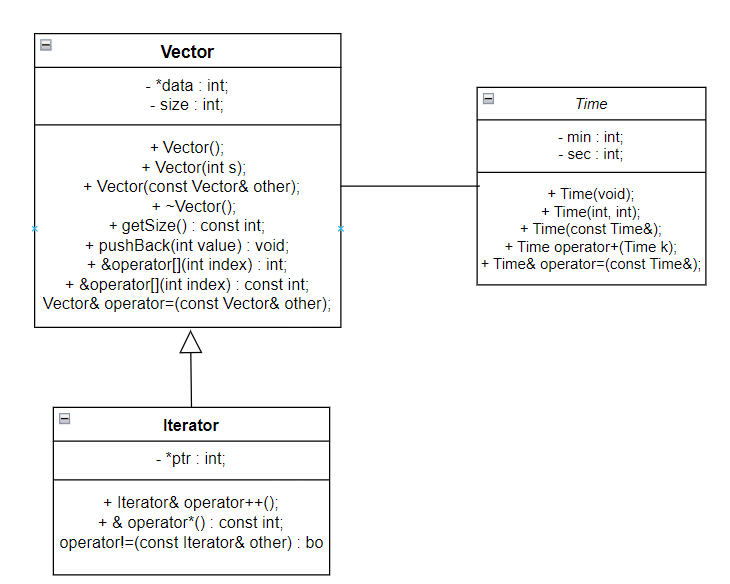 Vector
- *data : int;
- size : int;
+ Vector();
+ Vector(int s);
+ Vector(const Vector& other);
+ ~Vector();
+ getSize() : const int;
+ pushBack(int value) : void;
+ &operator[](int index) : int;
+ &operator[](int index) : const int;
Vector& operator=(const Vector& other);
Time
- min : int;
- sec : int;
+ Time(void);
+ Time(int, int);
+ Time(const Time&);
+ Time operator+(Time k);
+ Time& operator=(const Time&);
Iterator
- *ptr : int;
+ Iterator& operator++();
+ & operator*() : const int;
operator!=(const Iterator& other) : bo